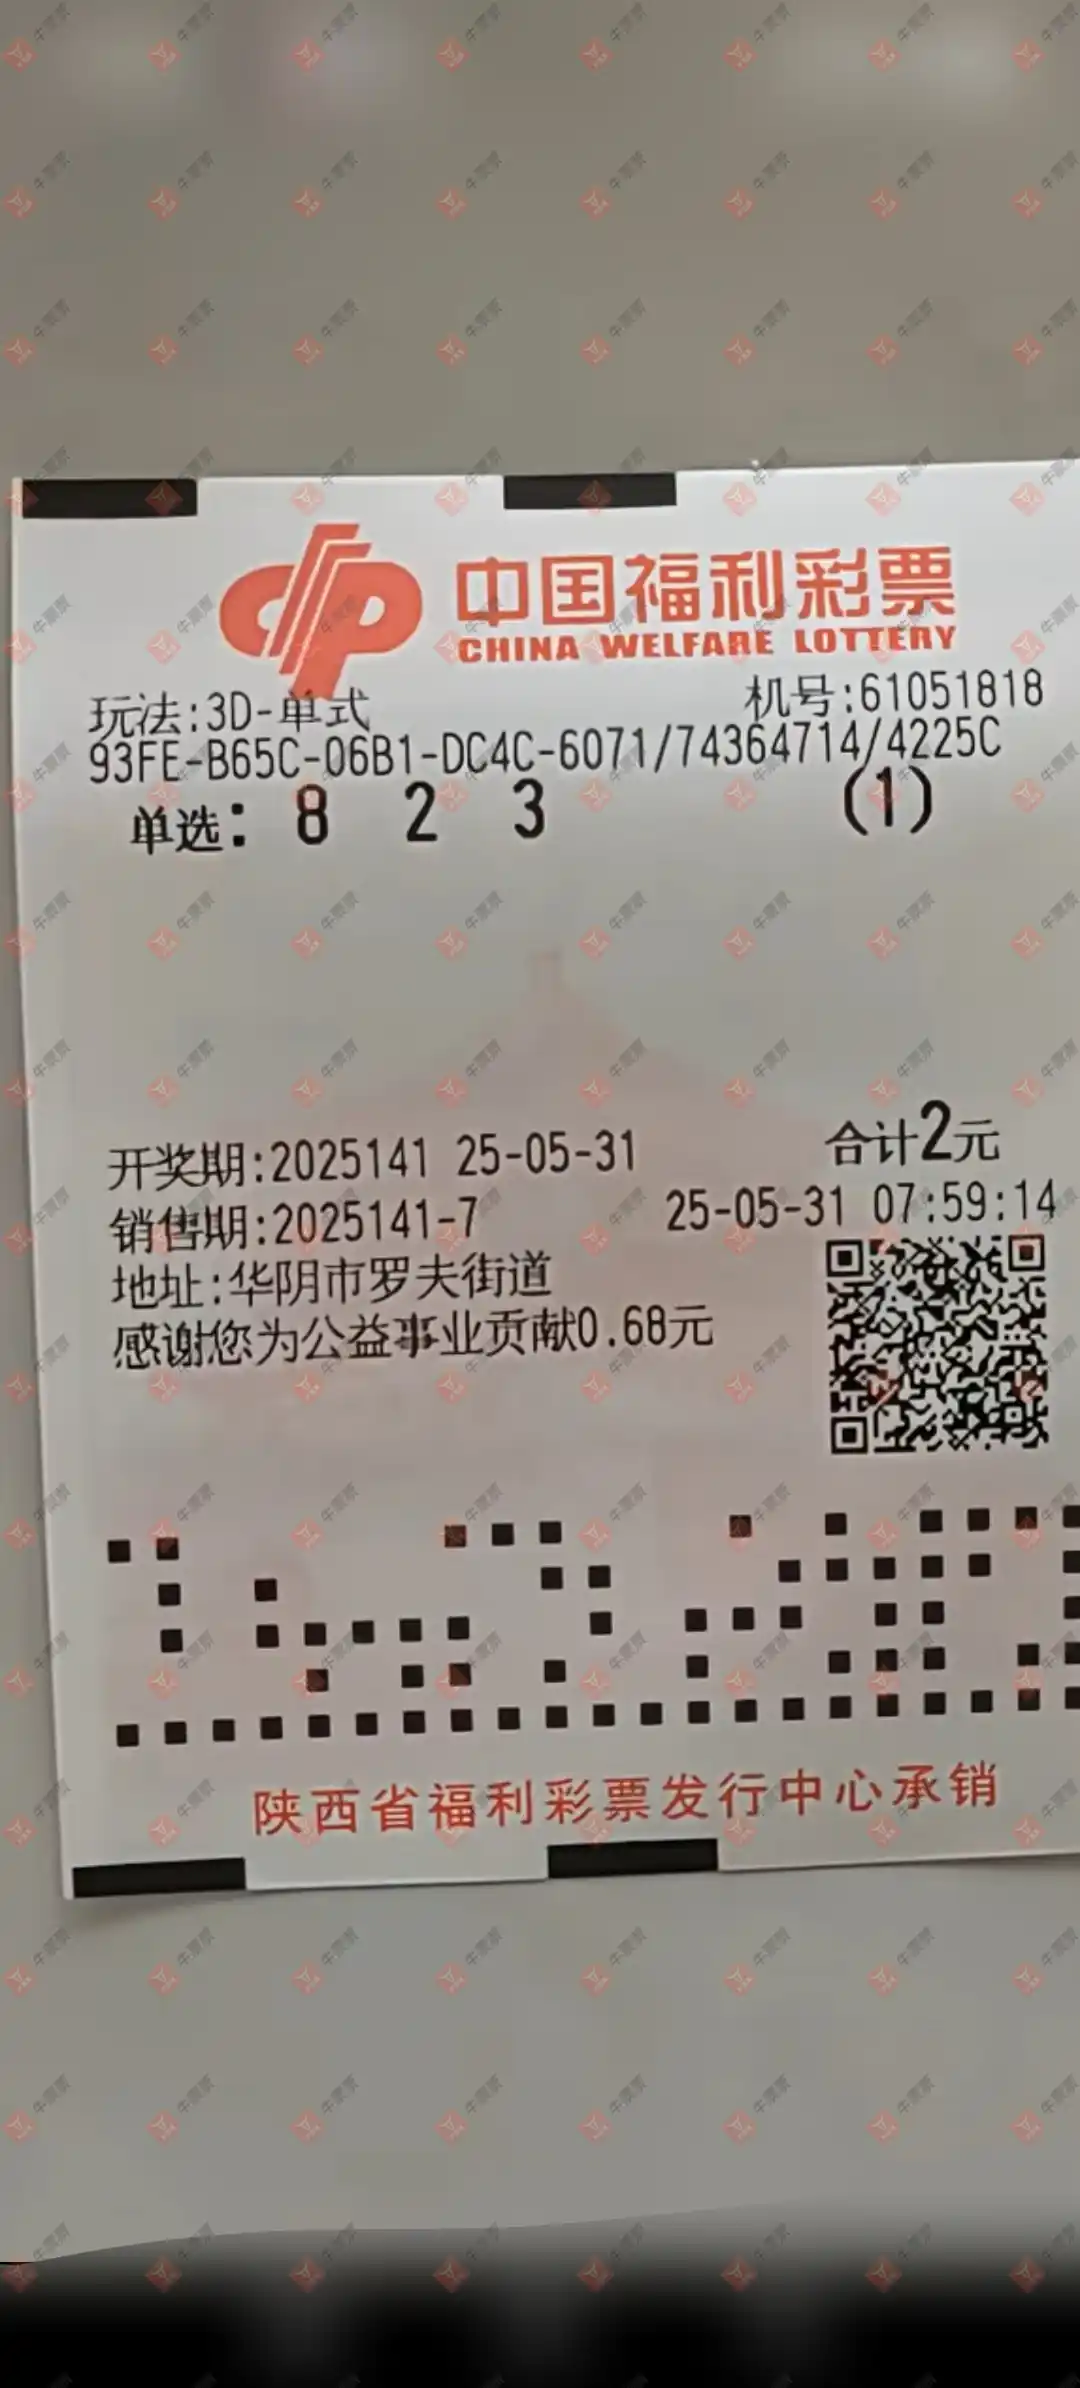 中国福利彩票
CHINA WELFARE LOTTERY
玩法:3D-单式 机号:61051818
93FE-B65C-06B1-DC4C-6071/74364714/4225C
单选: 8 2 3 (1)
开奖期:2025141 25-05-31 合计2元
销售期:2025141-7 25-05-31 07:59:14
地址:华阴市罗夫街道
感谢您为公益事业贡献0.68元
陕西省福利彩票发行中心承销